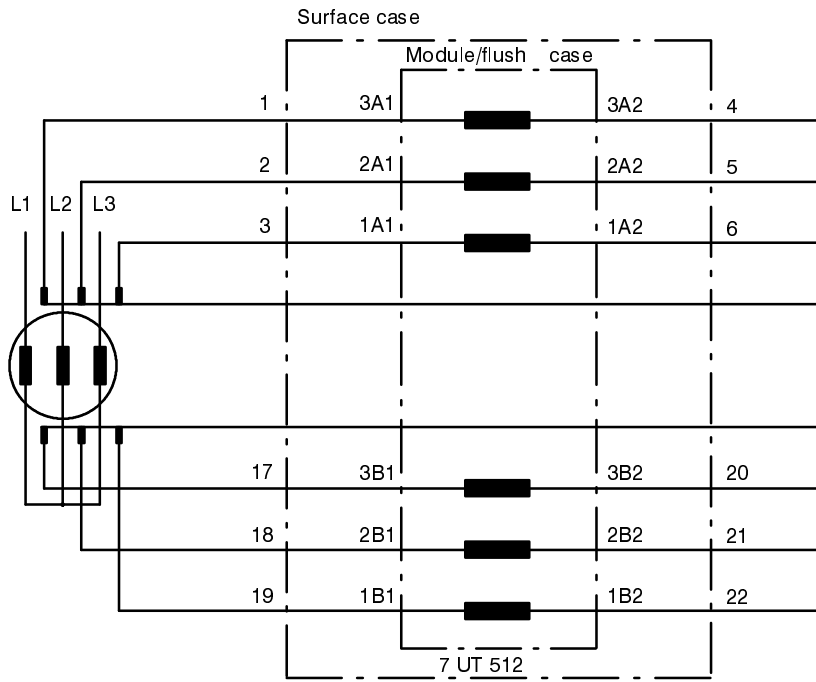 Surface case
Module/flush case
1 3A1 3A2 4
2 2A1 2A2 5
L1 L2 L3
3 1A1 1A2 6
17 3B1 3B2 20
18 2B1 2B2 21
19 1B1 1B2 22
7 UT 512